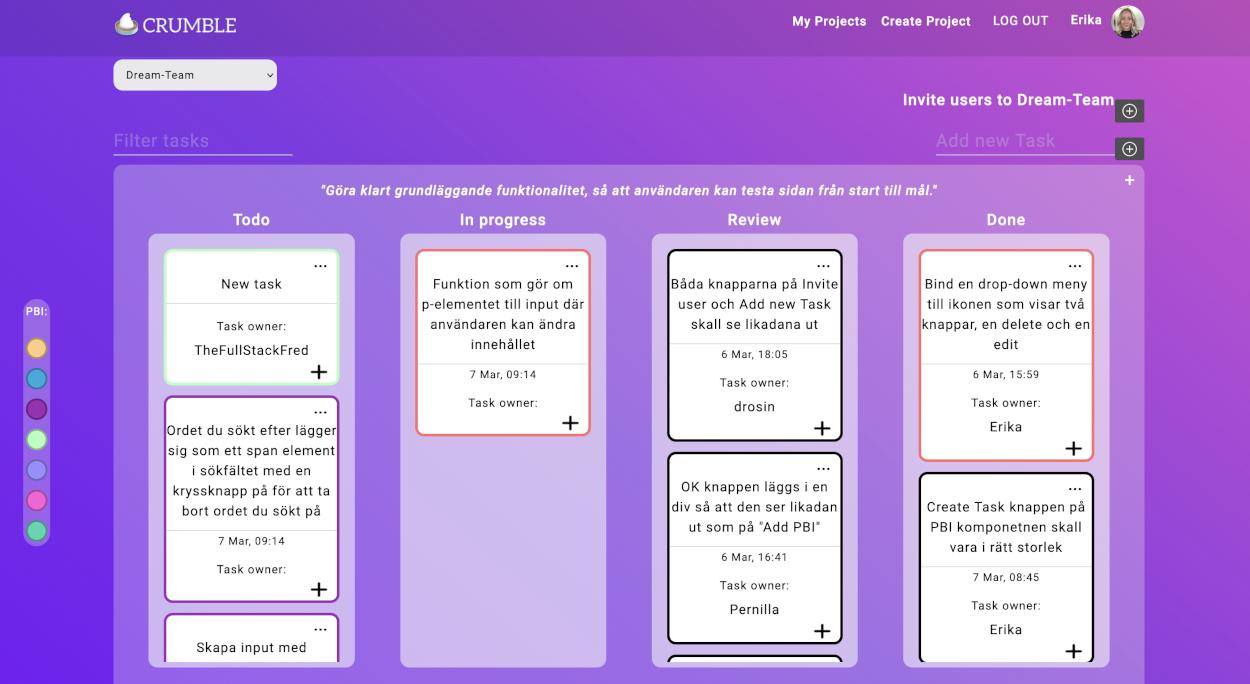 CRUMBLE
My Projects Create Project LOG OUT Erika
Dream-Team
Invite users to Dream-Team
Filter tasks
Add new Task
"Göra klart grundläggande funktionalitet, så att användaren kan testa sidan från start till mål."
PBI:
Todo
New task
Task owner:
TheFullStackFred
Ordet du sökt efter lägger
sig som ett span element
i sökfältet med en
kryssknapp på för att ta
bort ordet du sökt på
7 Mar, 09:14
Task owner:
Skapa input med
In progress
Funktion som gör om
p-elementet till input där
användaren kan ändra
innehållet
7 Mar, 09:14
Task owner:
Review
Båda knapparna på Invite
user och Add new Task
skall se likadana ut
6 Mar, 18:05
Task owner:
drosin
OK knappen läggs i en
div så att den ser likadan
ut som på "Add PBI"
6 Mar, 16:41
Task owner:
Pernilla
Done
Bind en drop-down meny
till ikonen som visar två
knappar, en delete och en
edit
6 Mar, 15:59
Task owner:
Erika
Create Task knappen på
PBI komponetnen skall
vara i rätt storlek
7 Mar, 08:45
Task owner:
Erika